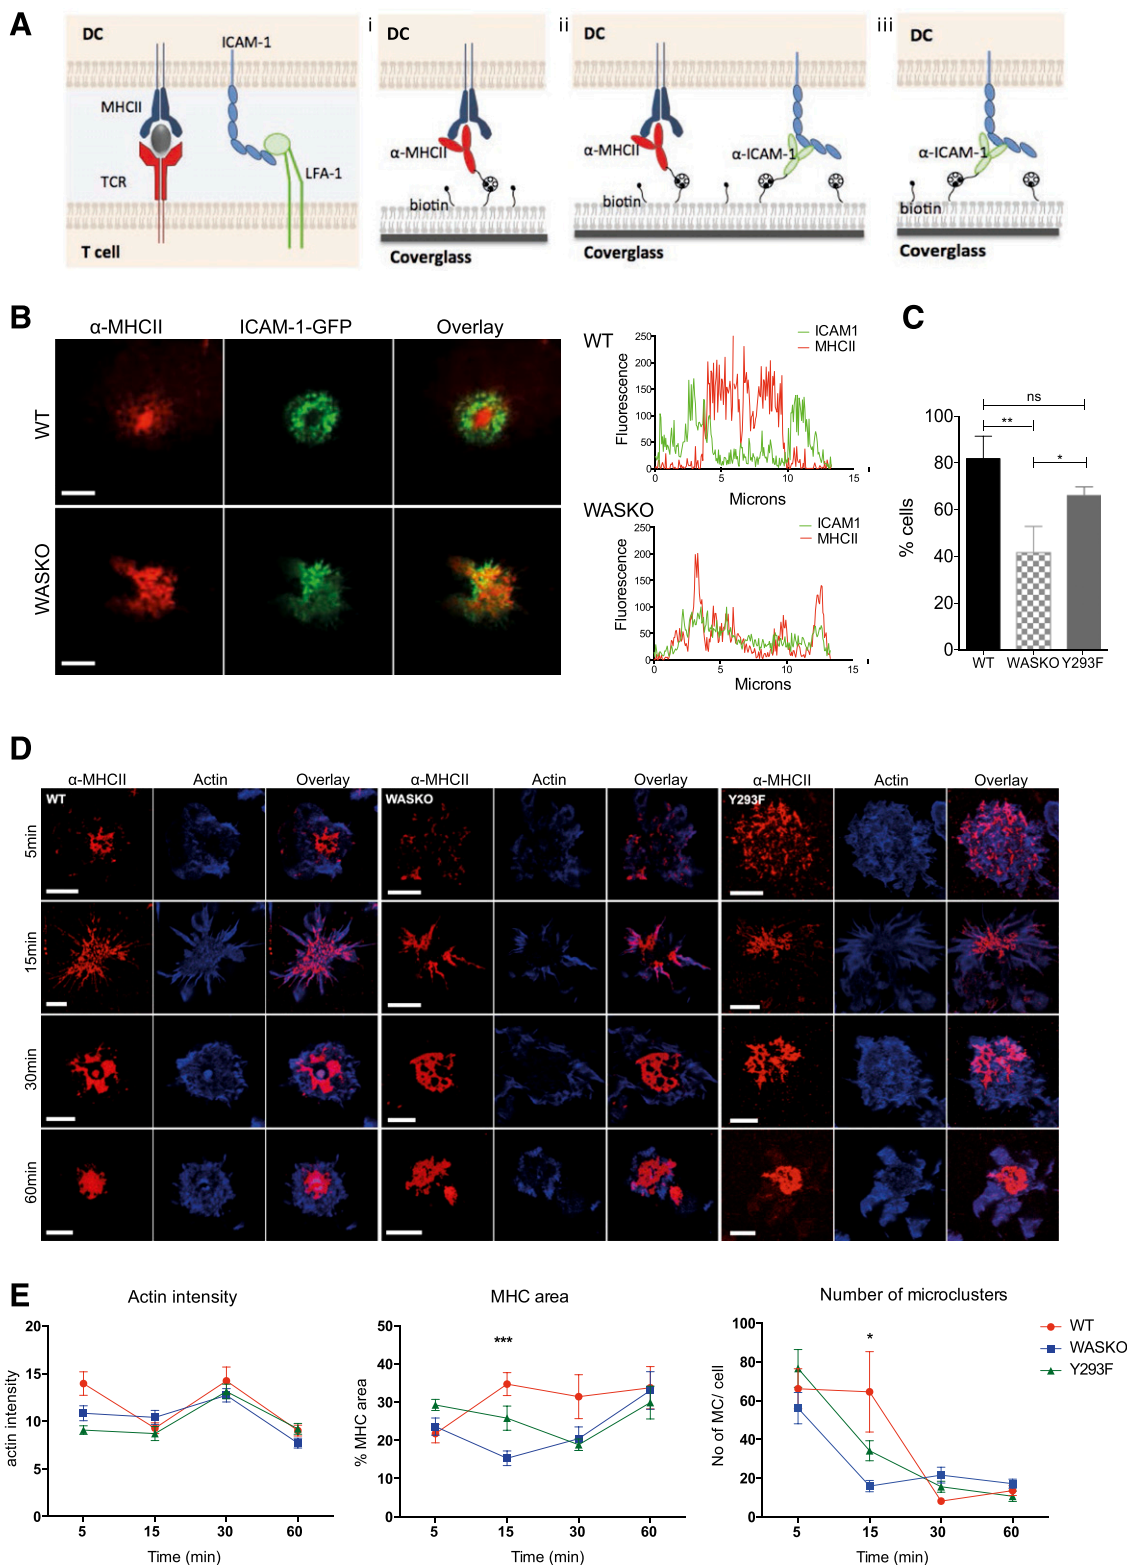 A
DC
ICAM-1
MHCII
TCR
LFA-1
T cell
i
DC
α-MHCII
biotin
Coverglass
ii
DC
α-MHCII
α-ICAM-1
biotin
Coverglass
iii
DC
α-ICAM-1
biotin
Coverglass
B
α-MHCII
ICAM-1-GFP
Overlay
WT
WASKO
WT
ICAM1
MHCII
Fluorescence
250
200
150
100
50
0
0
5
10
15
Microns
WASKO
ICAM1
MHCII
Fluorescence
250
200
150
100
50
0
0
5
10
15
Microns
C
ns
**
*
% cells
100
80
60
40
20
0
WT
WASKO
Y293F
D
α-MHCII
Actin
Overlay
α-MHCII
Actin
Overlay
α-MHCII
Actin
Overlay
WT
WASKO
Y293F
5min
15min
30min
60min
E
Actin intensity
actin intensity
20
15
10
5
0
5
15
30
60
Time (min)
MHC area
***
% MHC area
50
40
30
20
10
0
5
15
30
60
Time (min)
Number of microclusters
*
No of MC/ cell
100
80
60
40
20
0
5
15
30
60
Time (min)
WT
WASKO
Y293F